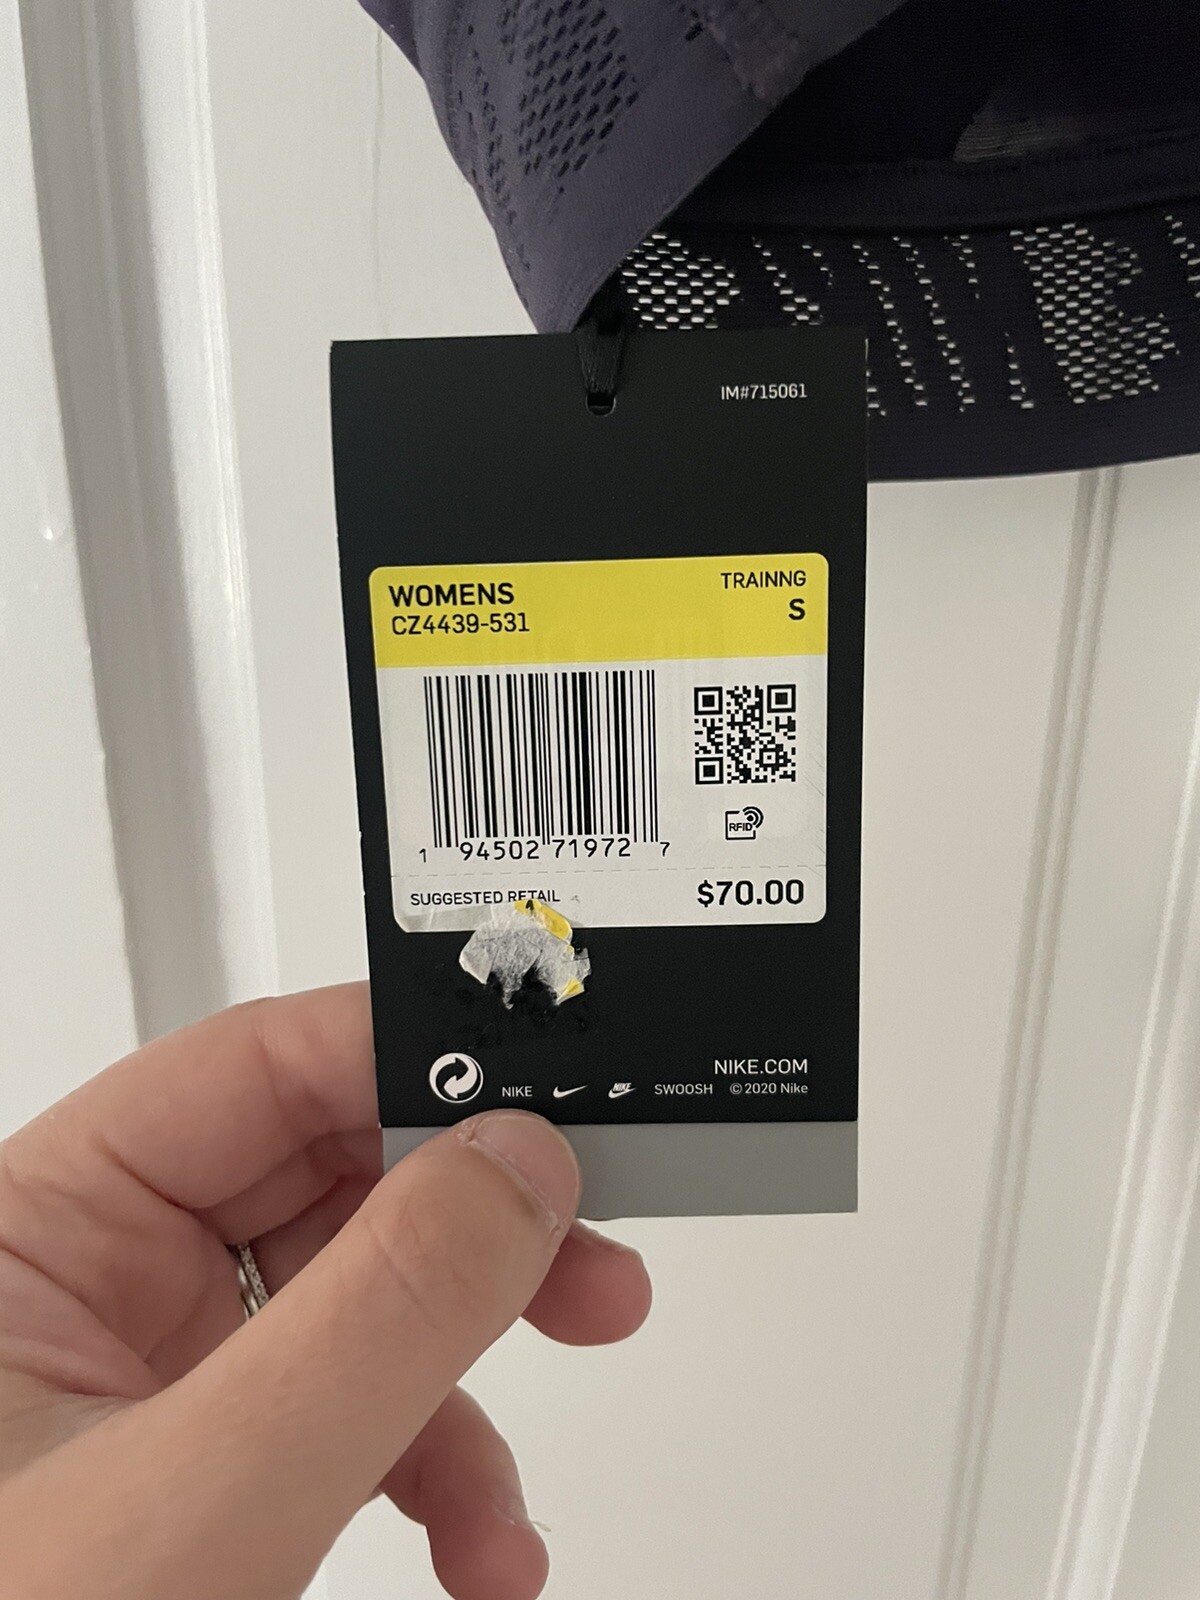 IM#715061
WOMENS
TRAINNG
CZ4439-531
S
RFID
1 94502 71972 7
SUGGESTED RETAIL
$70.00
NIKE.COM
NIKE NIKE SWOOSH © 2020 Nike